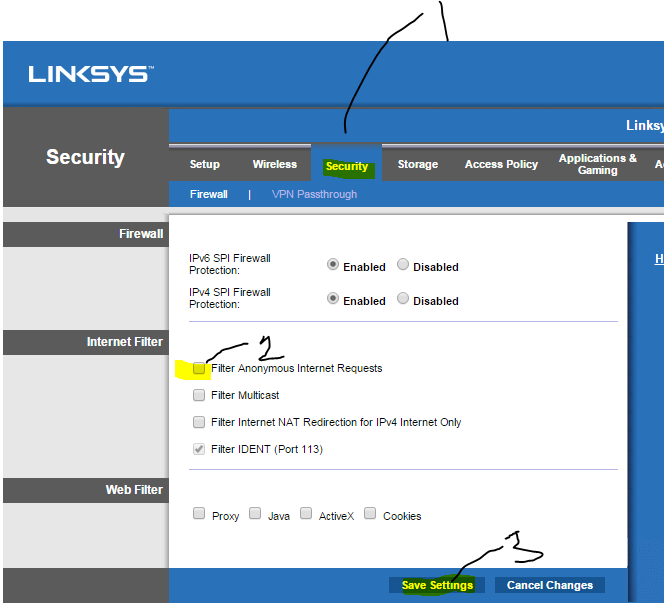 1
LINKSYS™
Linksy
Security
Setup Wireless Security Storage Access Policy Applications & Gaming A
Firewall | VPN Passthrough
Firewall
H
IPv6 SPI Firewall
Protection:
Enabled Disabled
IPv4 SPI Firewall
Protection:
Enabled Disabled
Internet Filter
2
Filter Anonymous Internet Requests
Filter Multicast
Filter Internet NAT Redirection for IPv4 Internet Only
Filter IDENT (Port 113)
Web Filter
Proxy Java ActiveX Cookies
3
Save Settings Cancel Changes